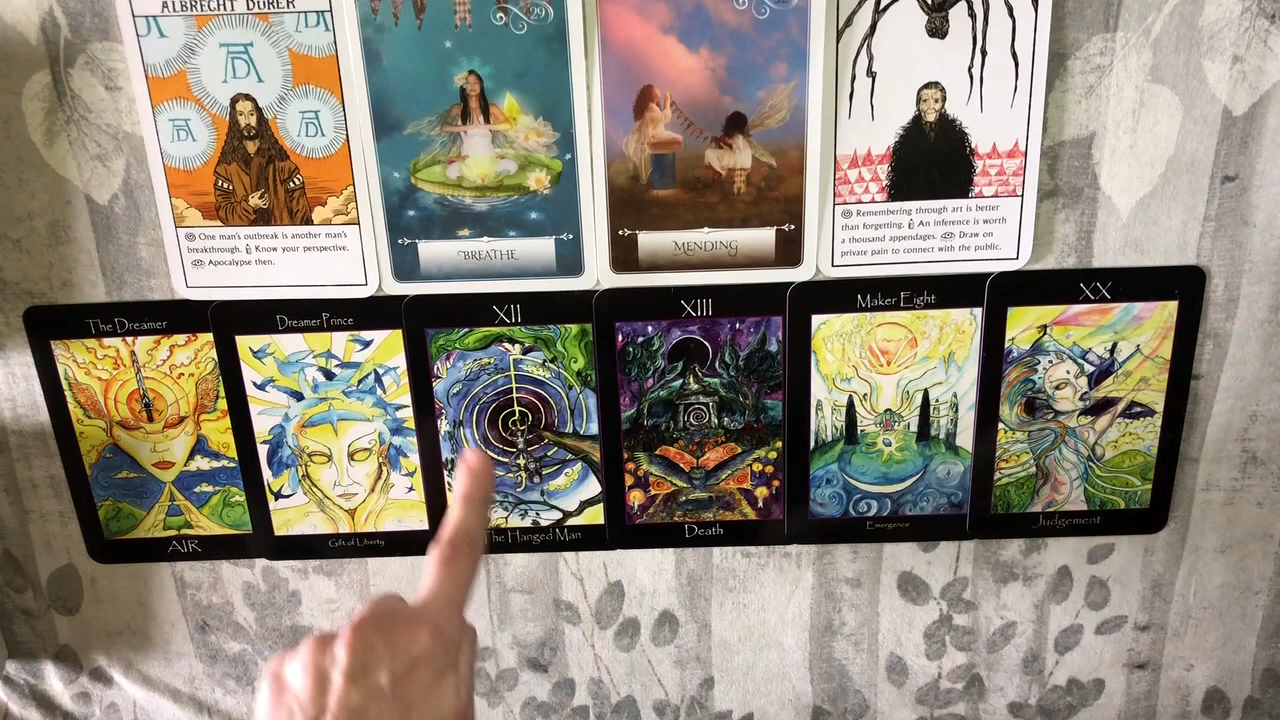 ALBRECHT DÜRER
AD
AD
AD
One man's outbreak is another man's
breakthrough. Know your perspective.
Apocalypse then.
29
BREATHE
MENDING
Remembering through art is better
than forgetting. An inference is worth
a thousand appendages. Draw on
private pain to connect with the public.
The Dreamer
AIR
Dreamer Prince
Gift of Liberty
XII
The Hanged Man
XIII
Death
Maker Eight
Emergence
XX
Judgement